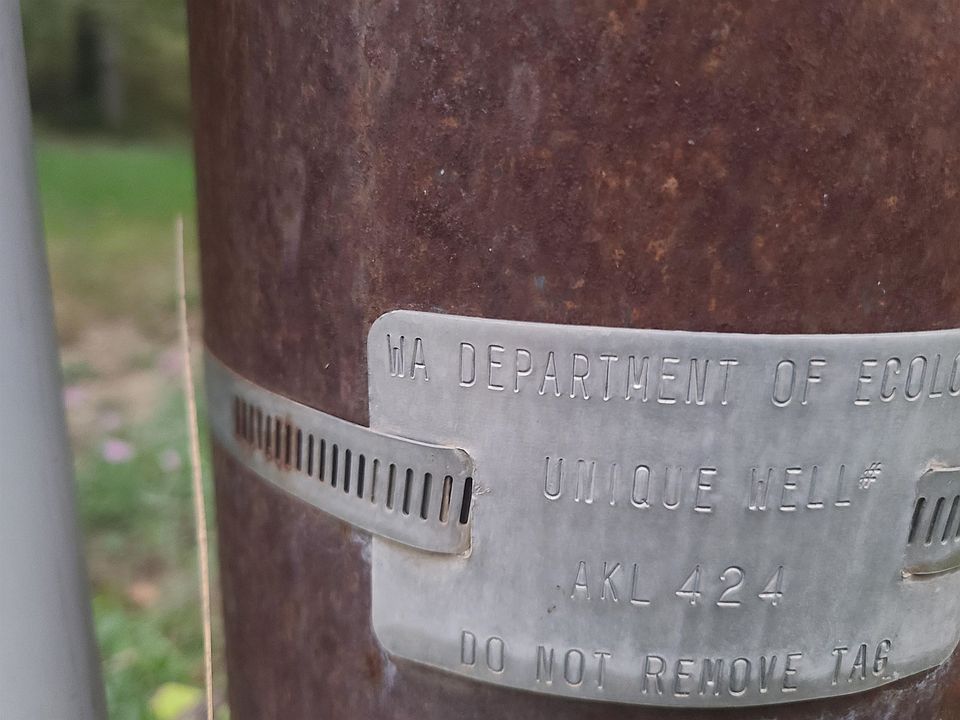 WA DEPARTMENT OF ECOLO
UNIQUE WELL#
AKL 424
DO NOT REMOVE TAG